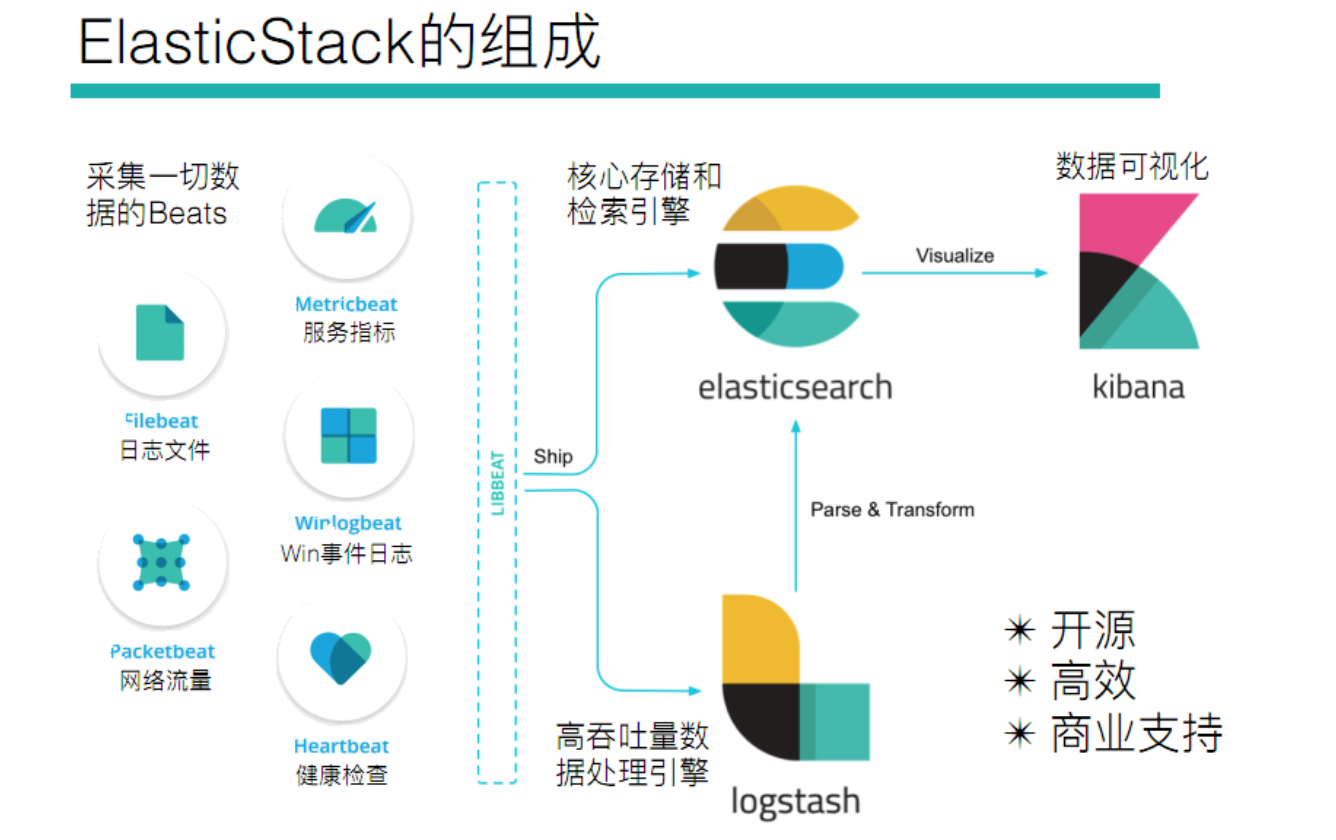 ElasticStack的组成
采集一切数
据的Beats
Metricbeat
服务指标
Filebeat
日志文件
Winlogbeat
Win事件日志
Packetbeat
网络流量
Heartbeat
健康检查
LIBBEAT
Ship
核心存储和
检索引擎
elasticsearch
Visualize
数据可视化
kibana
Parse & Transform
高吞吐量数
据处理引擎
logstash
✴ 开源
✴ 高效
✴ 商业支持